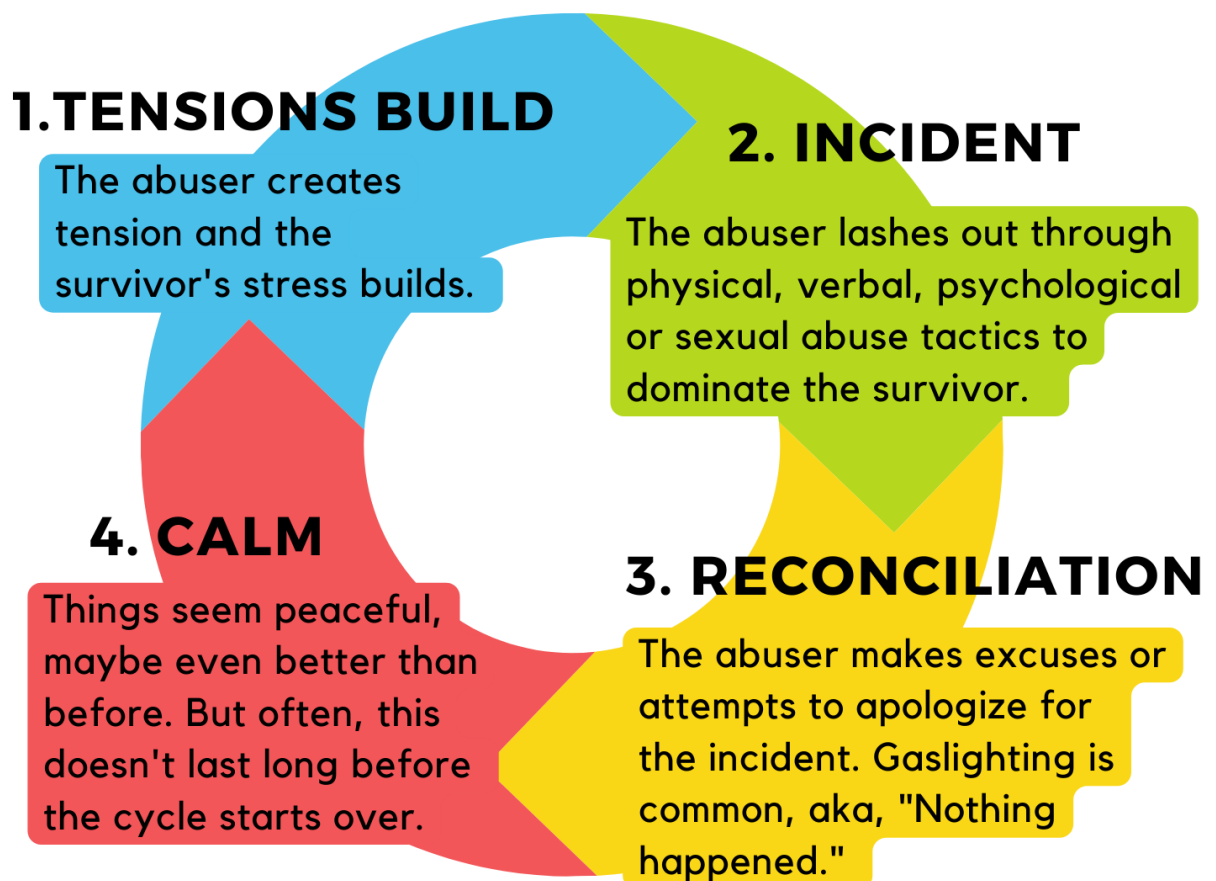 1.TENSIONS BUILD
The abuser creates
tension and the
survivor's stress builds.
2. INCIDENT
The abuser lashes out through
physical, verbal, psychological
or sexual abuse tactics to
dominate the survivor.
3. RECONCILIATION
The abuser makes excuses or
attempts to apologize for
the incident. Gaslighting is
common, aka, "Nothing
happened."
4. CALM
Things seem peaceful,
maybe even better than
before. But often, this
doesn't last long before
the cycle starts over.